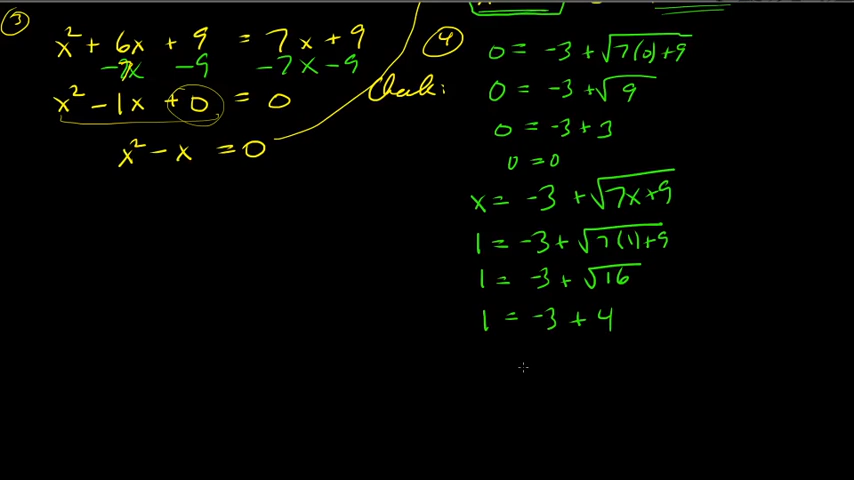 ③
x² + 6x + 9 = 7x + 9
-7x -9 -7x -9
x² - 1x + 0 = 0
x² - x = 0
④
Check:
0 = -3 + √7(0)+9
0 = -3 + √9
0 = -3 + 3
0 = 0
x = -3 + √7x+9
1 = -3 + √7(1)+9
1 = -3 + √16
1 = -3 + 4